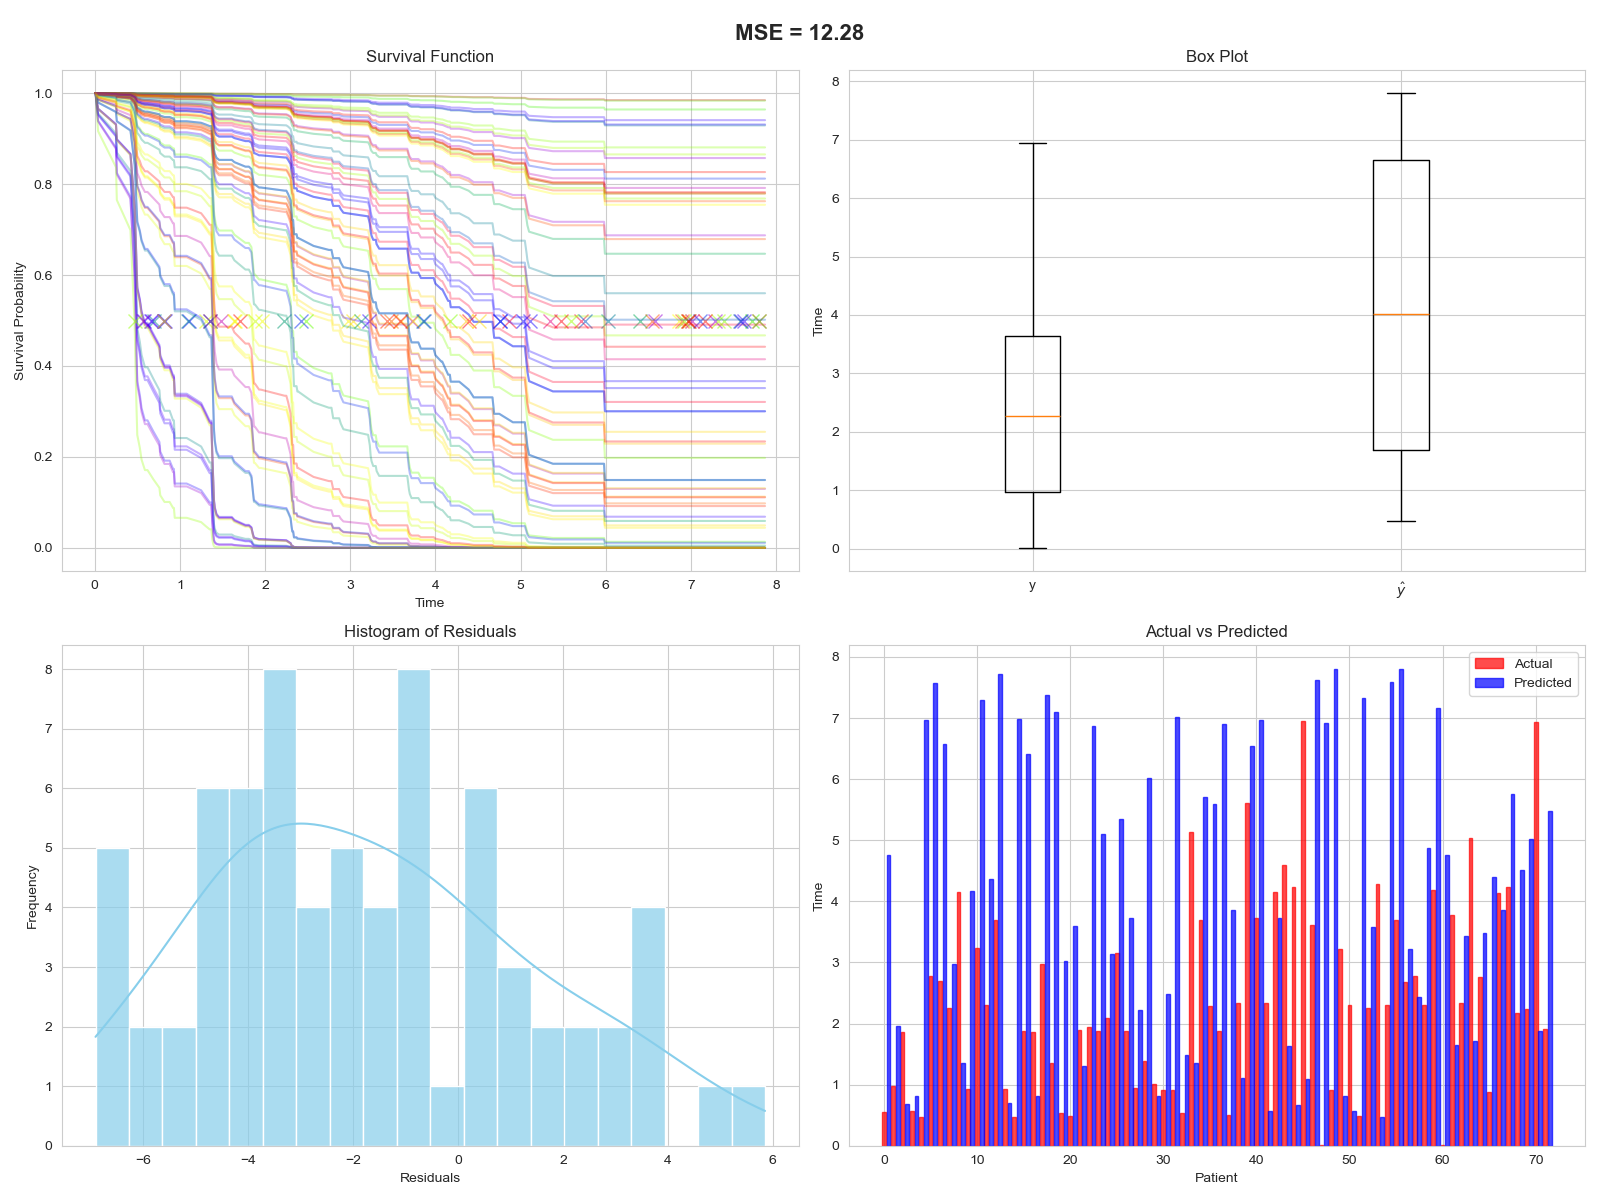 MSE = 12.28
Survival Function
1.0
0.8
0.6
0.4
0.2
0.0
Survival Probability
0 1 2 3 4 5 6 7 8
Time
Box Plot
8
7
6
5
4
3
2
1
0
Time
y ŷ
Histogram of Residuals
8
7
6
5
4
3
2
1
0
Frequency
−6 −4 −2 0 2 4 6
Residuals
Actual vs Predicted
8
7
6
5
4
3
2
1
0
Time
Actual
Predicted
0 10 20 30 40 50 60 70
Patient